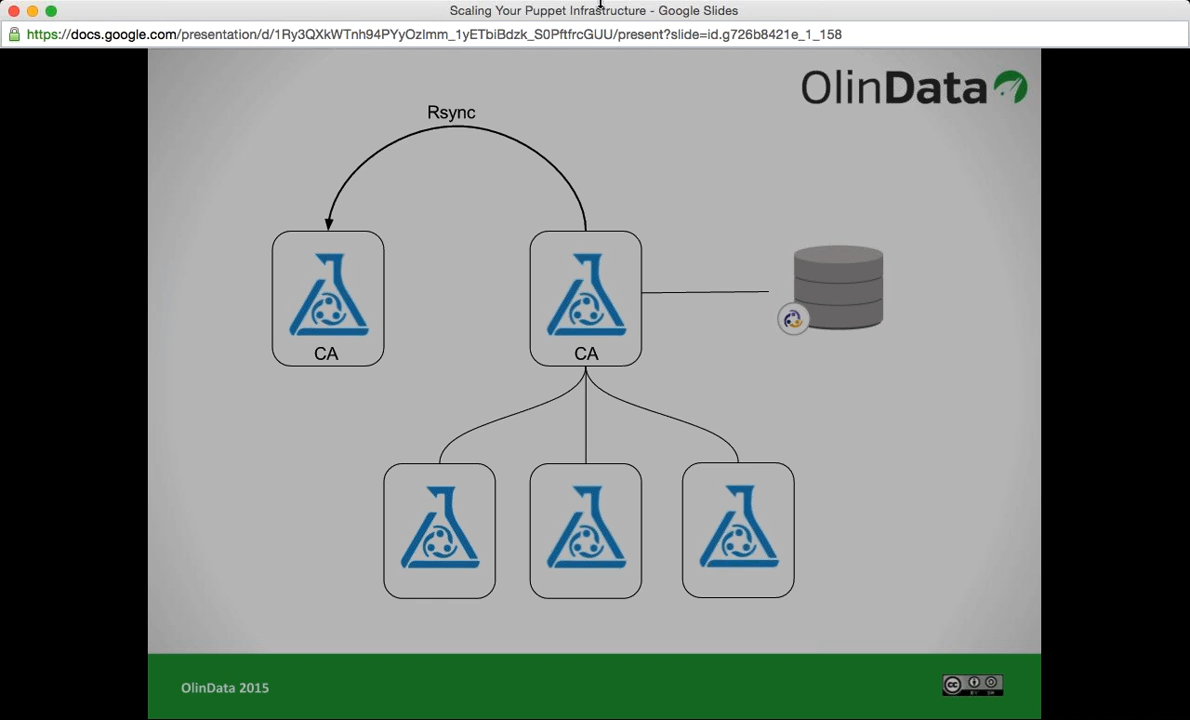 Scaling Your Puppet Infrastructure - Google Slides
https://docs.google.com/presentation/d/1Ry3QXkWTnh94PYyOzlmm_1yETbiBdzk_S0PftfrcGUU/present?slide=id.g726b8421e_1_158
OlinData
Rsync
CA
CA
OlinData 2015